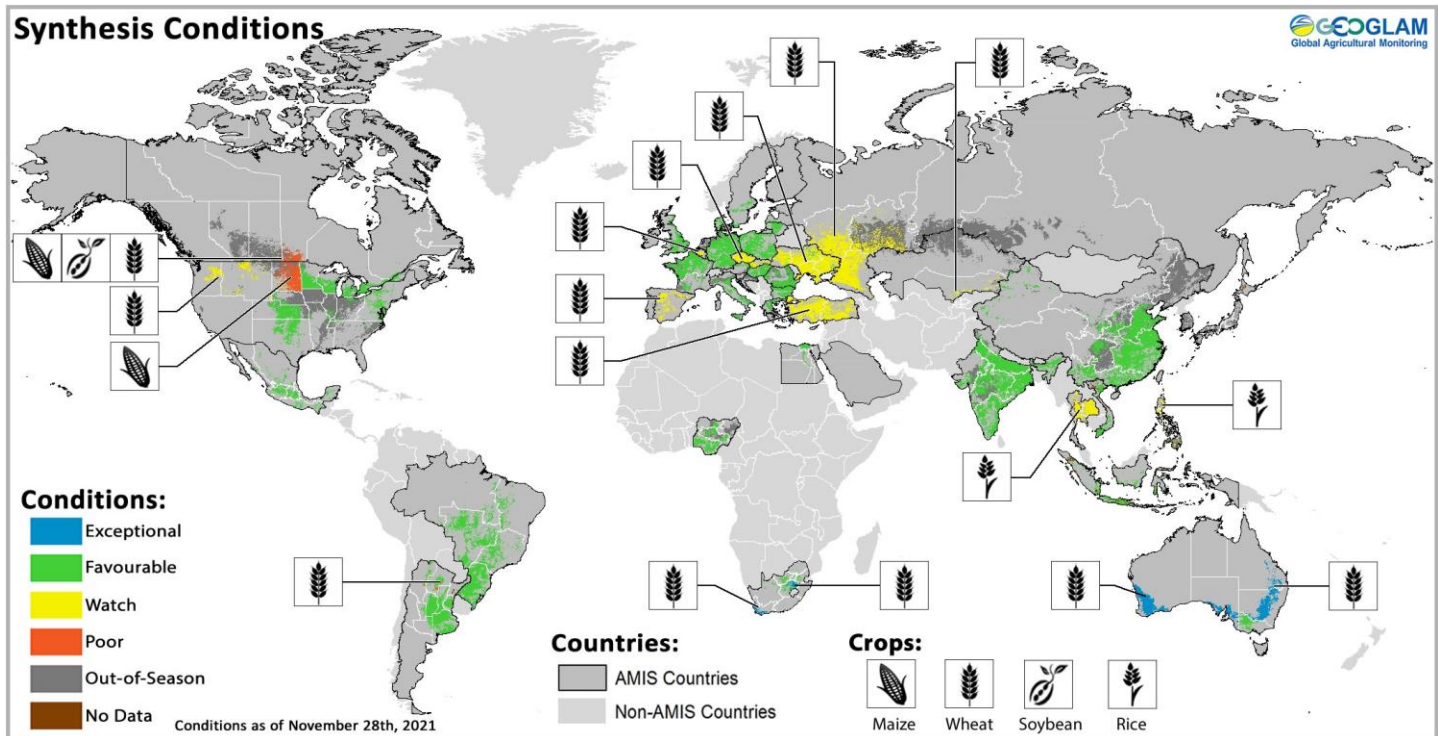 Synthesis Conditions
GEOGLAM
Global Agricultural Monitoring
Conditions:
Exceptional
Favourable
Watch
Poor
Out-of-Season
No Data
Conditions as of November 28th, 2021
Countries:
AMIS Countries
Non-AMIS Countries
Crops:
Maize
Wheat
Soybean
Rice